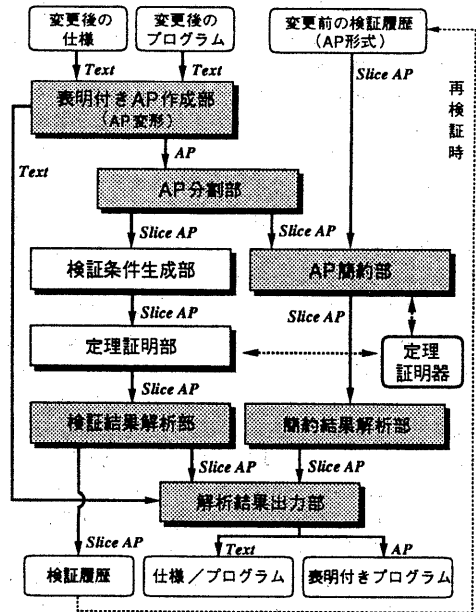 変更後の
仕様
変更後の
プログラム
変更前の検証履歴
(AP形式)
Text
Text
Slice AP
再検証時
表明付きAP作成部
(AP変形)
Text
AP
AP分割部
Slice AP
Slice AP
検証条件生成部
AP簡約部
Slice AP
Slice AP
定理証明部
定理
証明器
Slice AP
検証結果解析部
簡約結果解析部
Slice AP
Slice AP
解析結果出力部
Slice AP
Text
AP
検証履歴
仕様/プログラム
表明付きプログラム